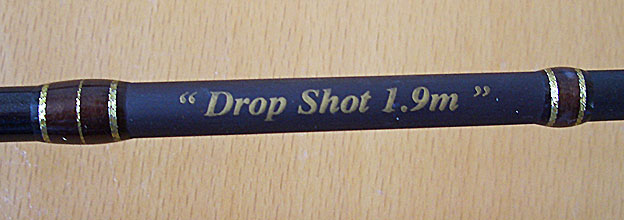 “ Drop Shot 1.9m ”